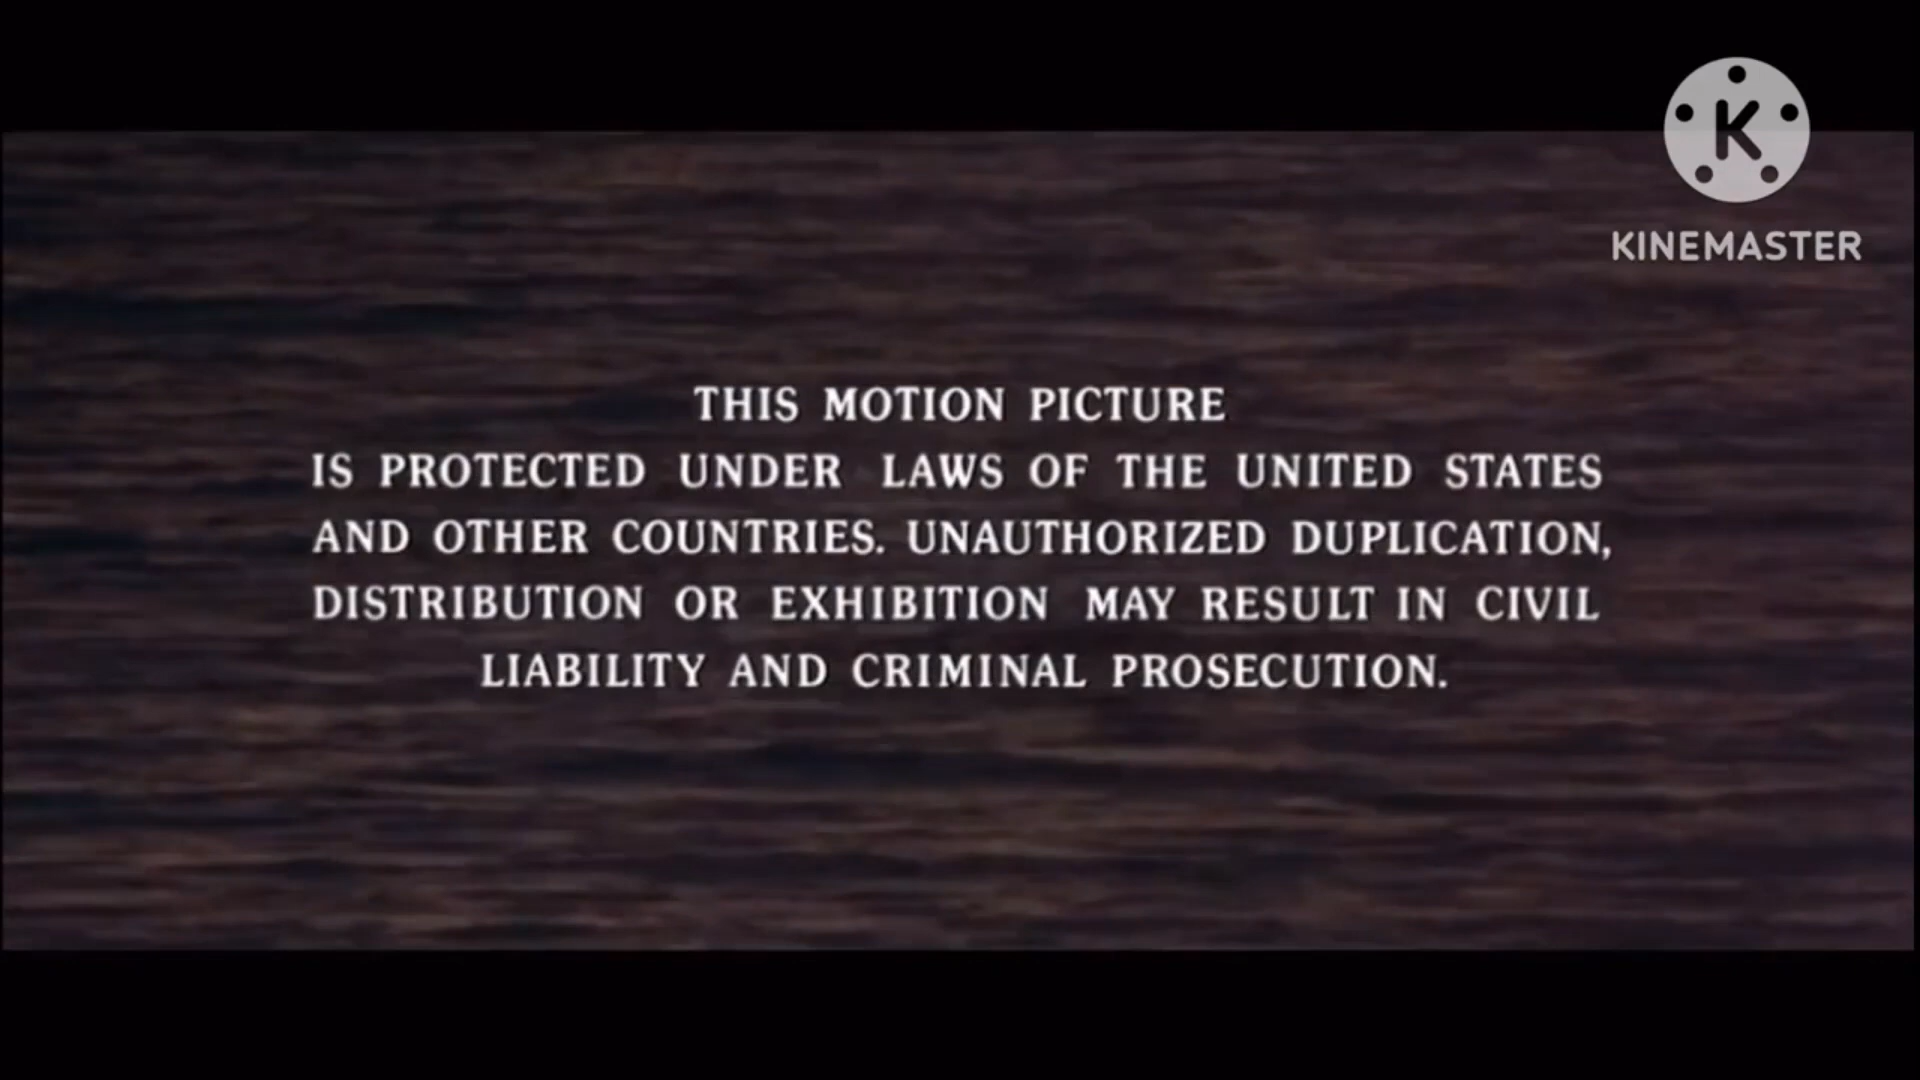 K
KINEMASTER
THIS MOTION PICTURE
IS PROTECTED UNDER LAWS OF THE UNITED STATES
AND OTHER COUNTRIES. UNAUTHORIZED DUPLICATION,
DISTRIBUTION OR EXHIBITION MAY RESULT IN CIVIL
LIABILITY AND CRIMINAL PROSECUTION.